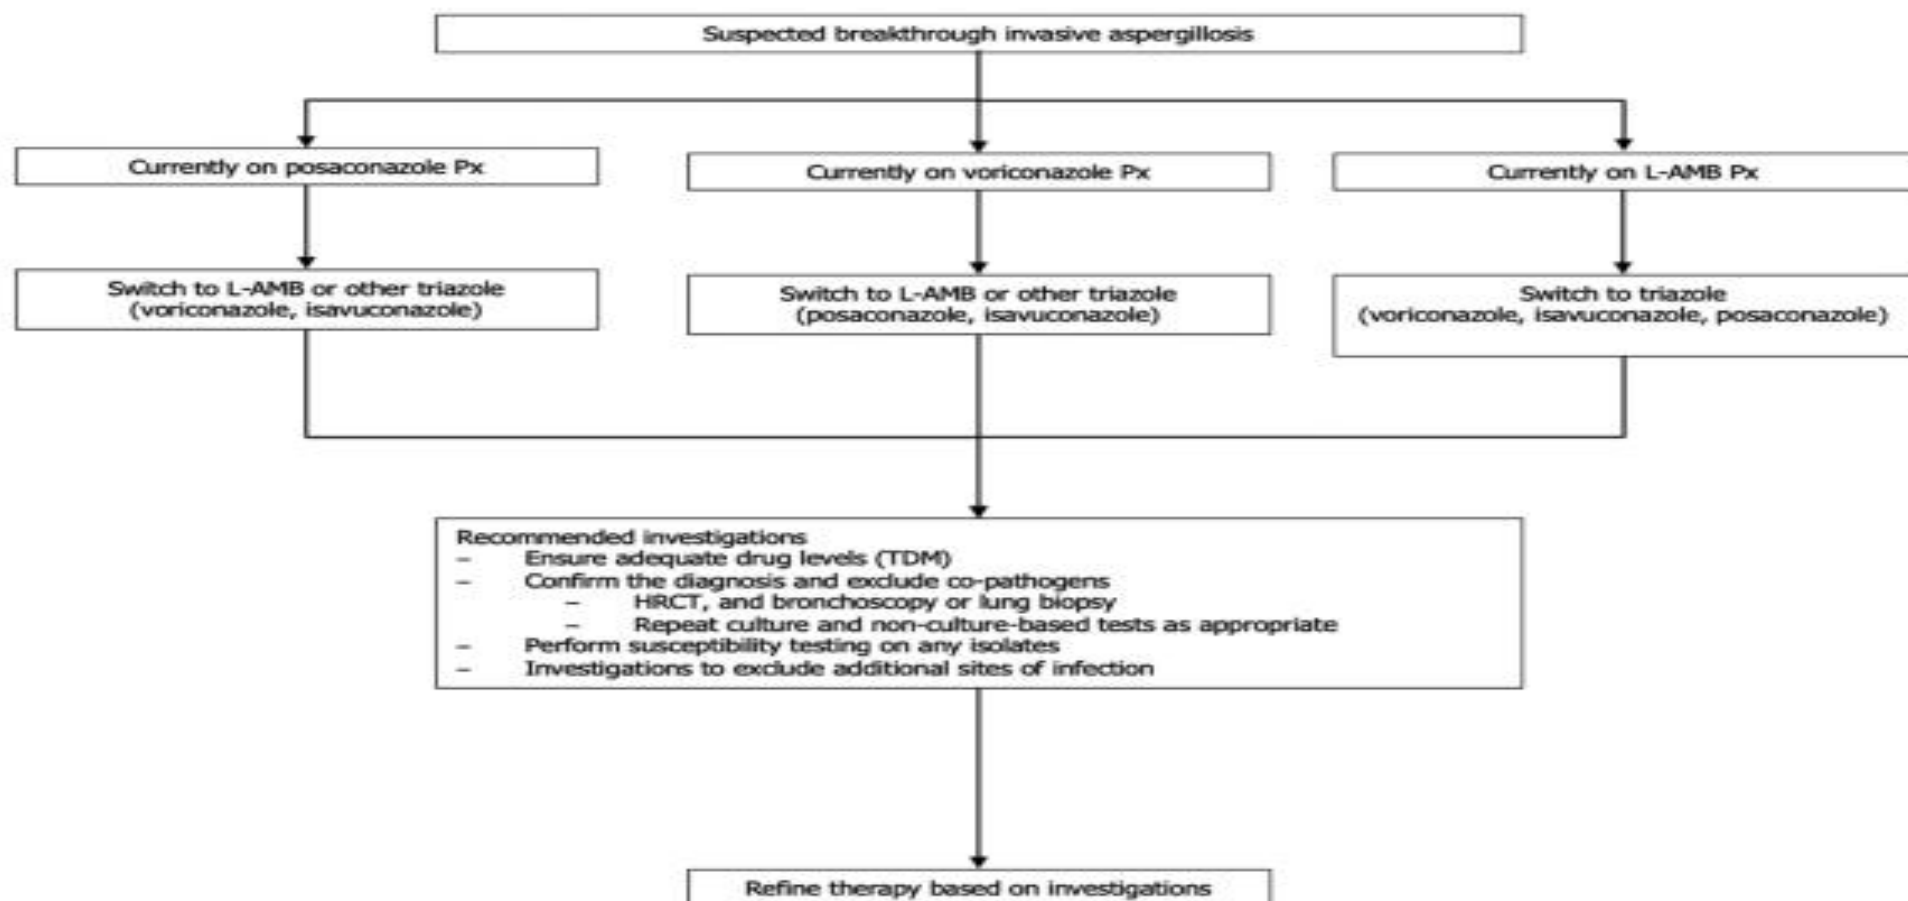 Suspected breakthrough invasive aspergillosis
Currently on posaconazole Px
Currently on voriconazole Px
Currently on L-AMB Px
Switch to L-AMB or other triazole
(voriconazole, isavuconazole)
Switch to L-AMB or other triazole
(posaconazole, isavuconazole)
Switch to triazole
(voriconazole, isavuconazole, posaconazole)
Recommended investigations
– Ensure adequate drug levels (TDM)
– Confirm the diagnosis and exclude co-pathogens
– HRCT, and bronchoscopy or lung biopsy
– Repeat culture and non-culture-based tests as appropriate
– Perform susceptibility testing on any isolates
– Investigations to exclude additional sites of infection
Refine therapy based on investigations